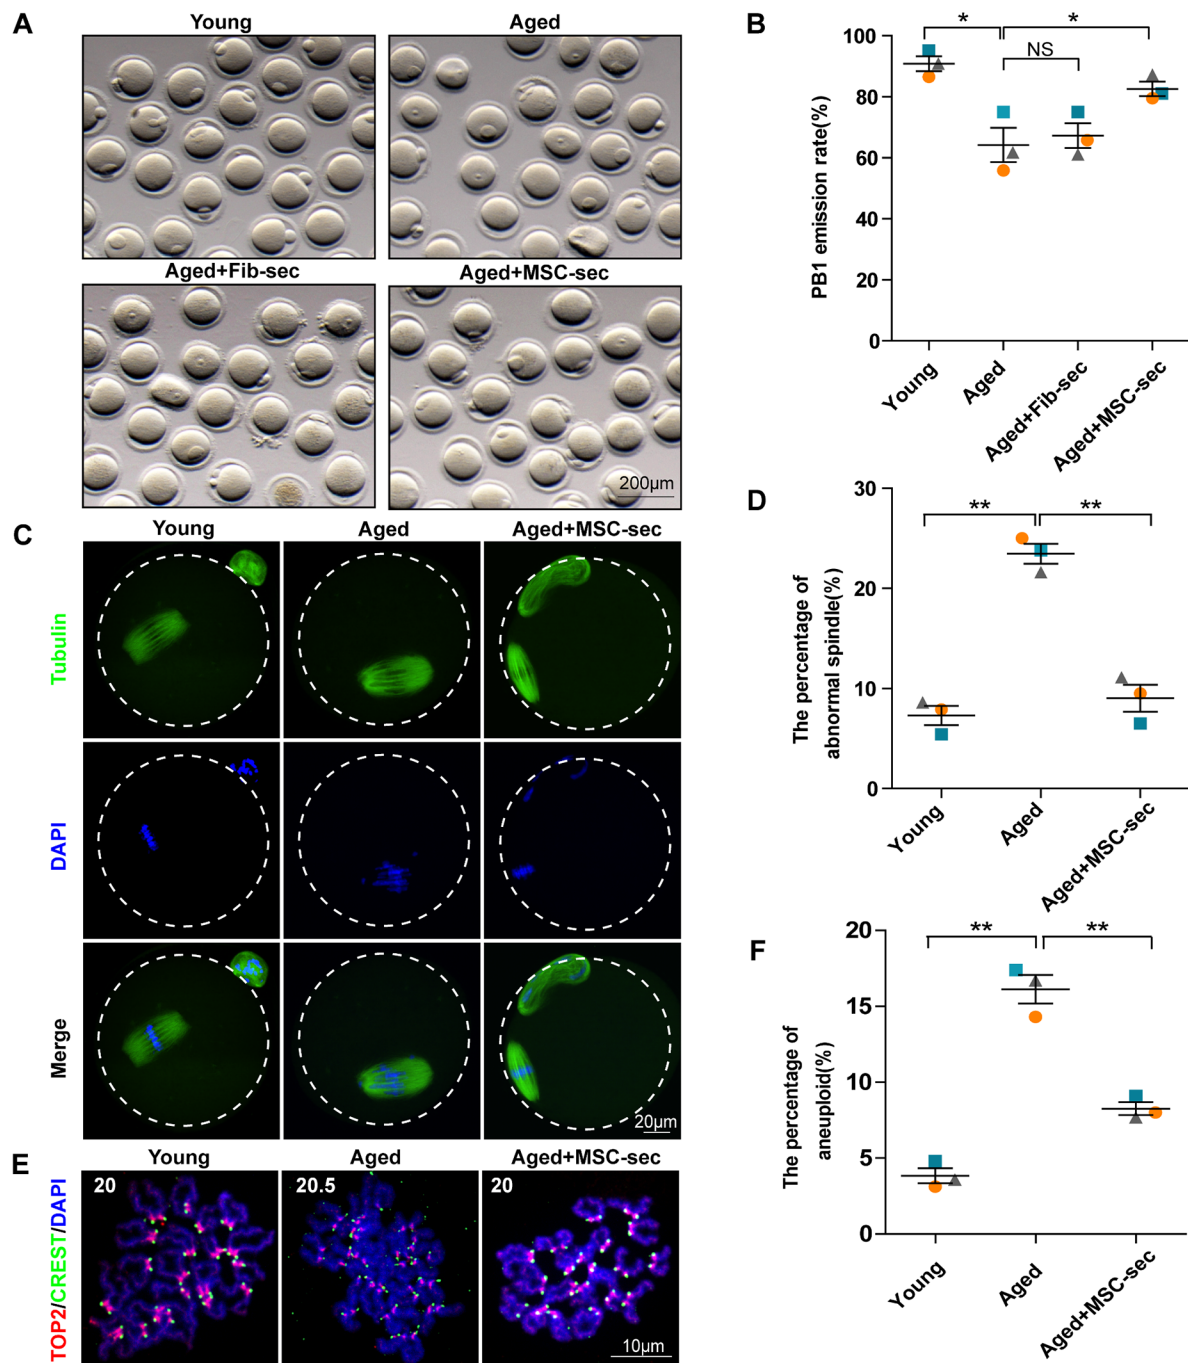 A
Young
Aged
Aged+Fib-sec
Aged+MSC-sec
200µm
B
*
*
NS
PB1 emission rate(%)
100
80
60
40
20
0
Young
Aged
Aged+Fib-sec
Aged+MSC-sec
C
Young
Aged
Aged+MSC-sec
Tubulin
DAPI
Merge
20µm
D
**
**
The percentage of
abnormal spindle(%)
30
20
10
0
Young
Aged
Aged+MSC-sec
E
Young
Aged
Aged+MSC-sec
TOP2/CREST/DAPI
20
20.5
20
10µm
F
**
**
The percentage of
aneuploid(%)
20
15
10
5
0
Young
Aged
Aged+MSC-sec